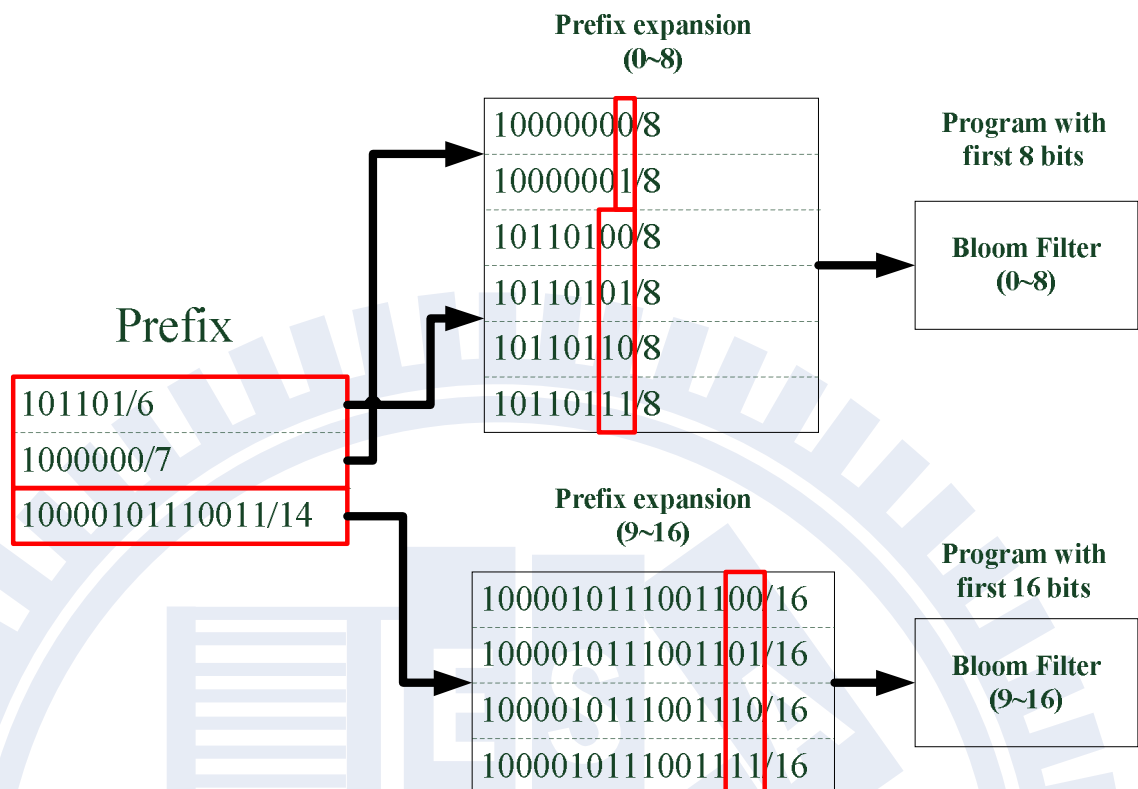 Prefix expansion
(0~8)
10000000/8
10000001/8
10110100/8
10110101/8
10110110/8
10110111/8
Program with
first 8 bits
Bloom Filter
(0~8)
Prefix
101101/6
1000000/7
10000101110011/14
Prefix expansion
(9~16)
1000010111001100/16
1000010111001101/16
1000010111001110/16
1000010111001111/16
Program with
first 16 bits
Bloom Filter
(9~16)